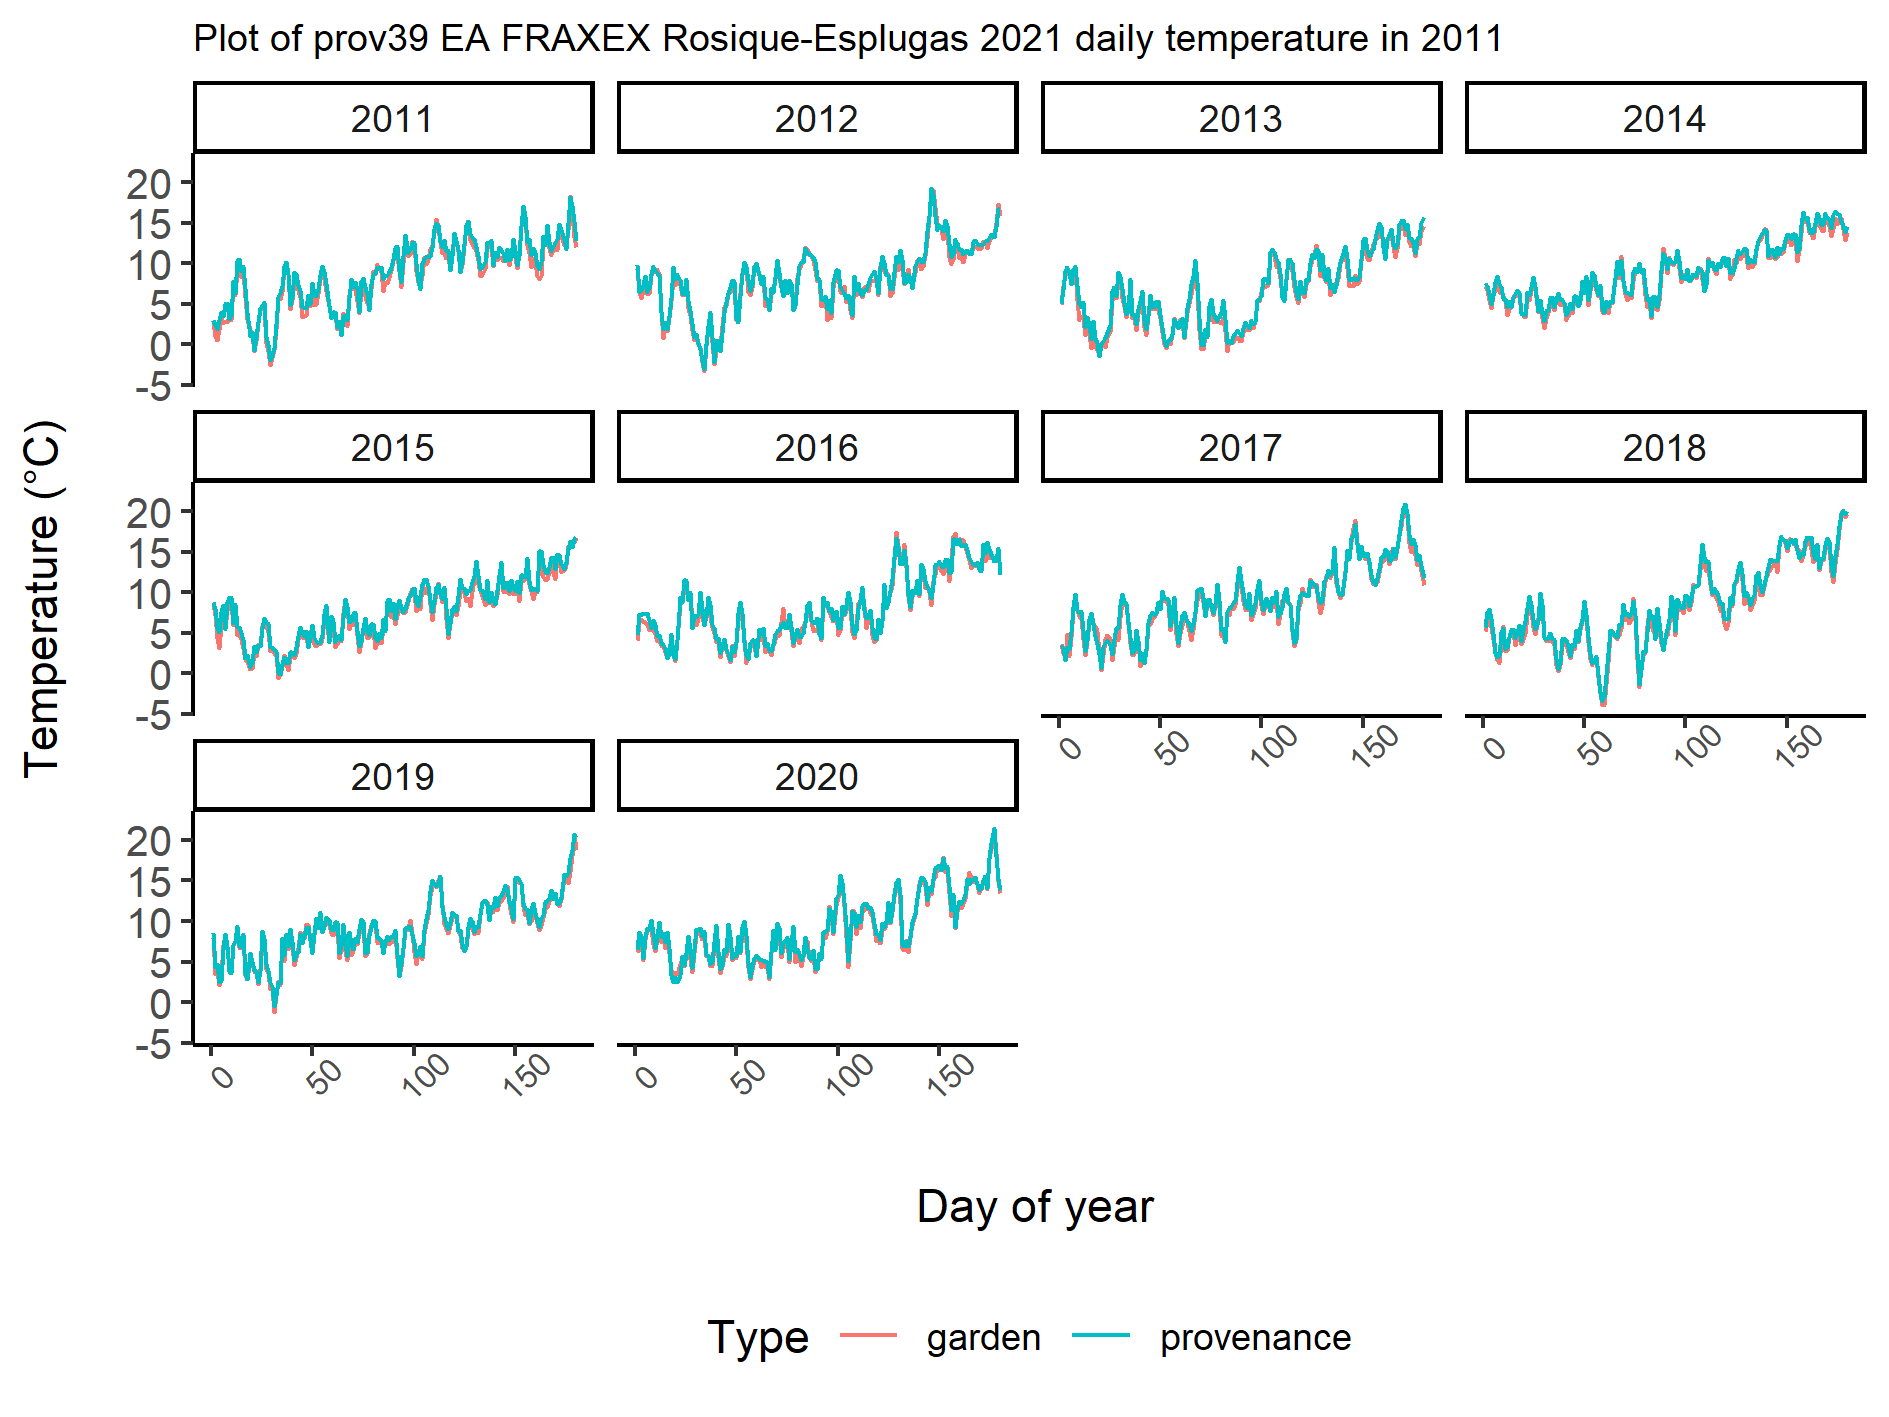 Plot of prov39 EA FRAXEX Rosique-Esplugas 2021 daily temperature in 2011
2011 2012 2013 2014
20
15
10
5
0
-5
2015 2016 2017 2018
20
15
10
5
0
-5
0 50 100 150 0 50 100 150
2019 2020
20
15
10
5
0
-5
0 50 100 150 0 50 100 150
Temperature (°C)
Day of year
Type garden provenance